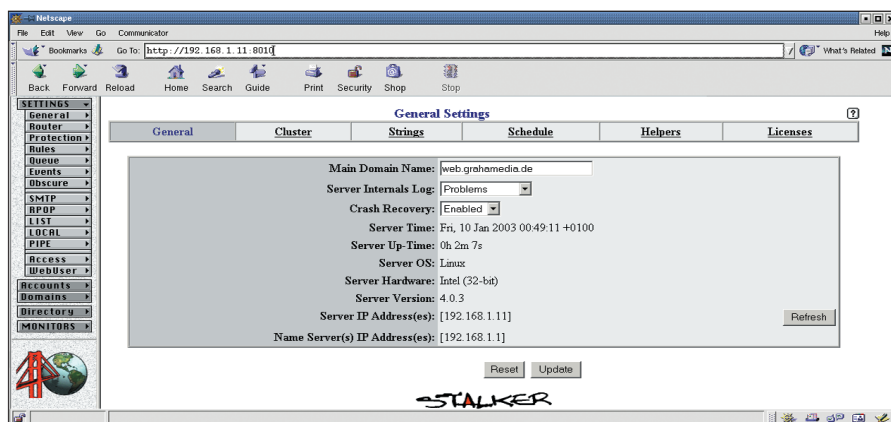 Netscape
File Edit View Go Communicator Help
Bookmarks Go To: http://192.168.1.11:8010 What's Related
Back Forward Reload Home Search Guide Print Security Shop Stop
SETTINGS
General
Router
Protection
Rules
Queue
Events
Obscure
SMTP
RPOP
LIST
LOCAL
PIPE
Access
WebUser
Accounts
Domains
Directory
MONITORS
General Settings ?
General Cluster Strings Schedule Helpers Licenses
Main Domain Name: web.grahamedia.de
Server Internals Log: Problems
Crash Recovery: Enabled
Server Time: Fri, 10 Jan 2003 00:49:11 +0100
Server Up-Time: 0h 2m 7s
Server OS: Linux
Server Hardware: Intel (32-bit)
Server Version: 4.0.3
Server IP Address(es): [192.168.1.11]
Refresh
Name Server(s) IP Address(es): [192.168.1.1]
Reset Update
STALKER